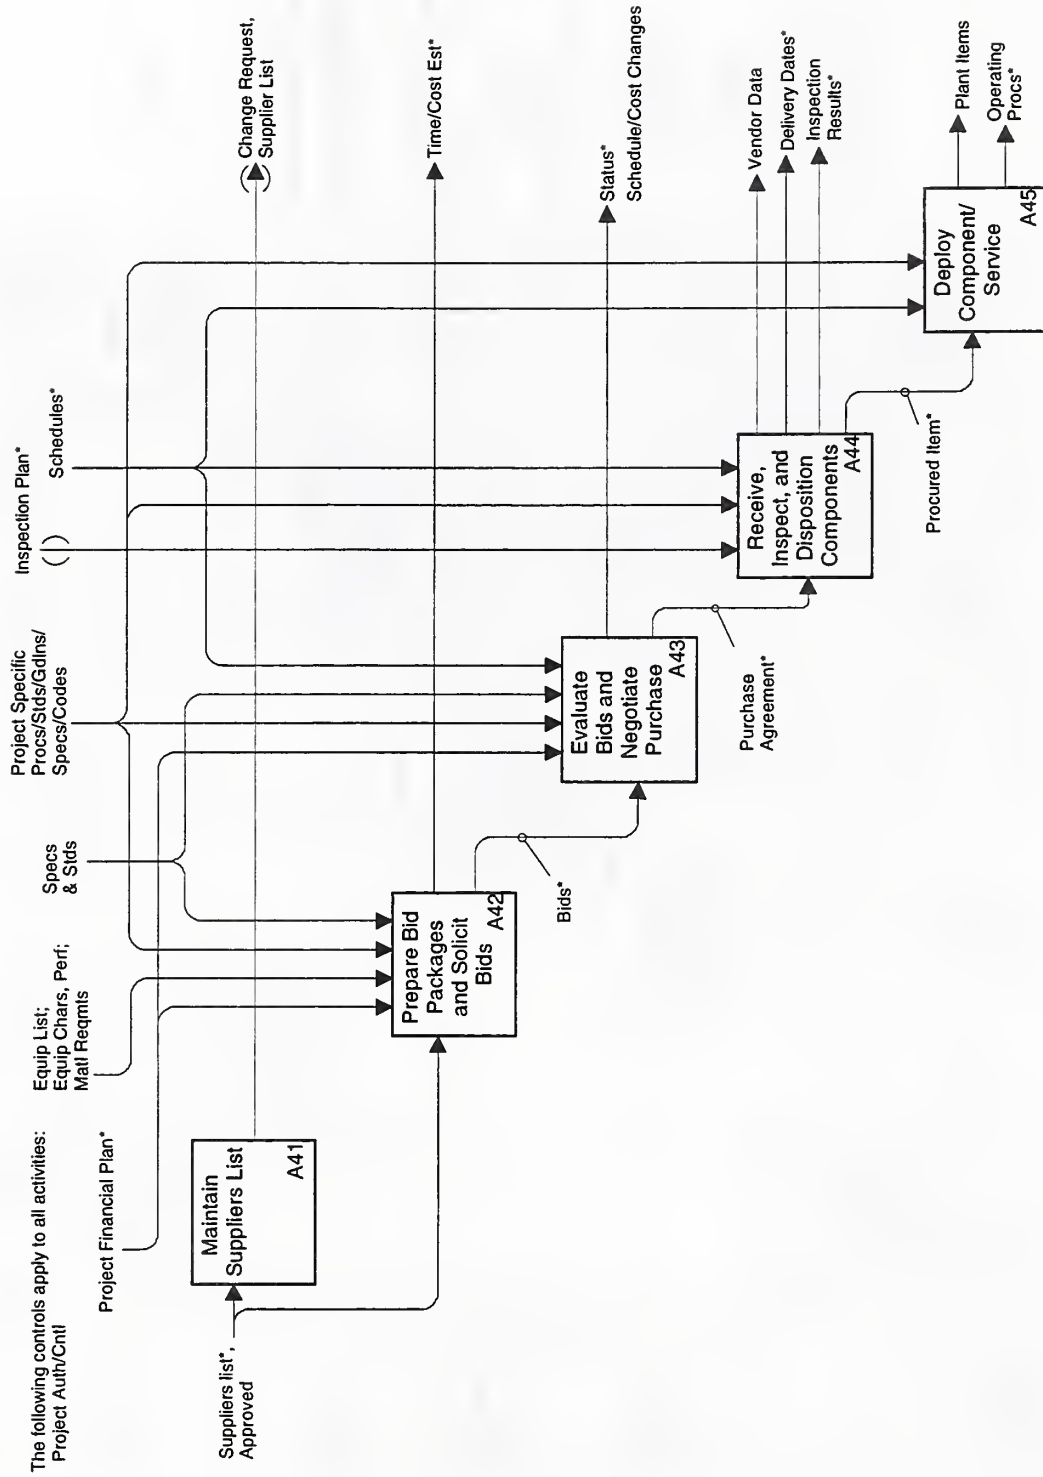 The following controls apply to all activities:
Project Auth/Cntl
Project Financial Plan*
Equip List;
Equip Chars, Perf;
Matl Reqmts
Specs
& Stds
Project Specific
Procs/Stds/Gdlns/
Specs/Codes
Inspection Plan*
Schedules*
Suppliers list*,
Approved
Maintain
Suppliers List
A41
Change Request,
Supplier List
Prepare Bid
Packages
and Solicit
Bids
A42
Time/Cost Est*
Bids*
Evaluate
Bids and
Negotiate
Purchase
A43
Status*
Schedule/Cost Changes
Purchase
Agreement*
Receive,
Inspect, and
Disposition
Components
A44
Vendor Data
Delivery Dates*
Inspection
Results*
Procured Item*
Deploy
Component/
Service
A45
Plant Items
Operating
Procs*